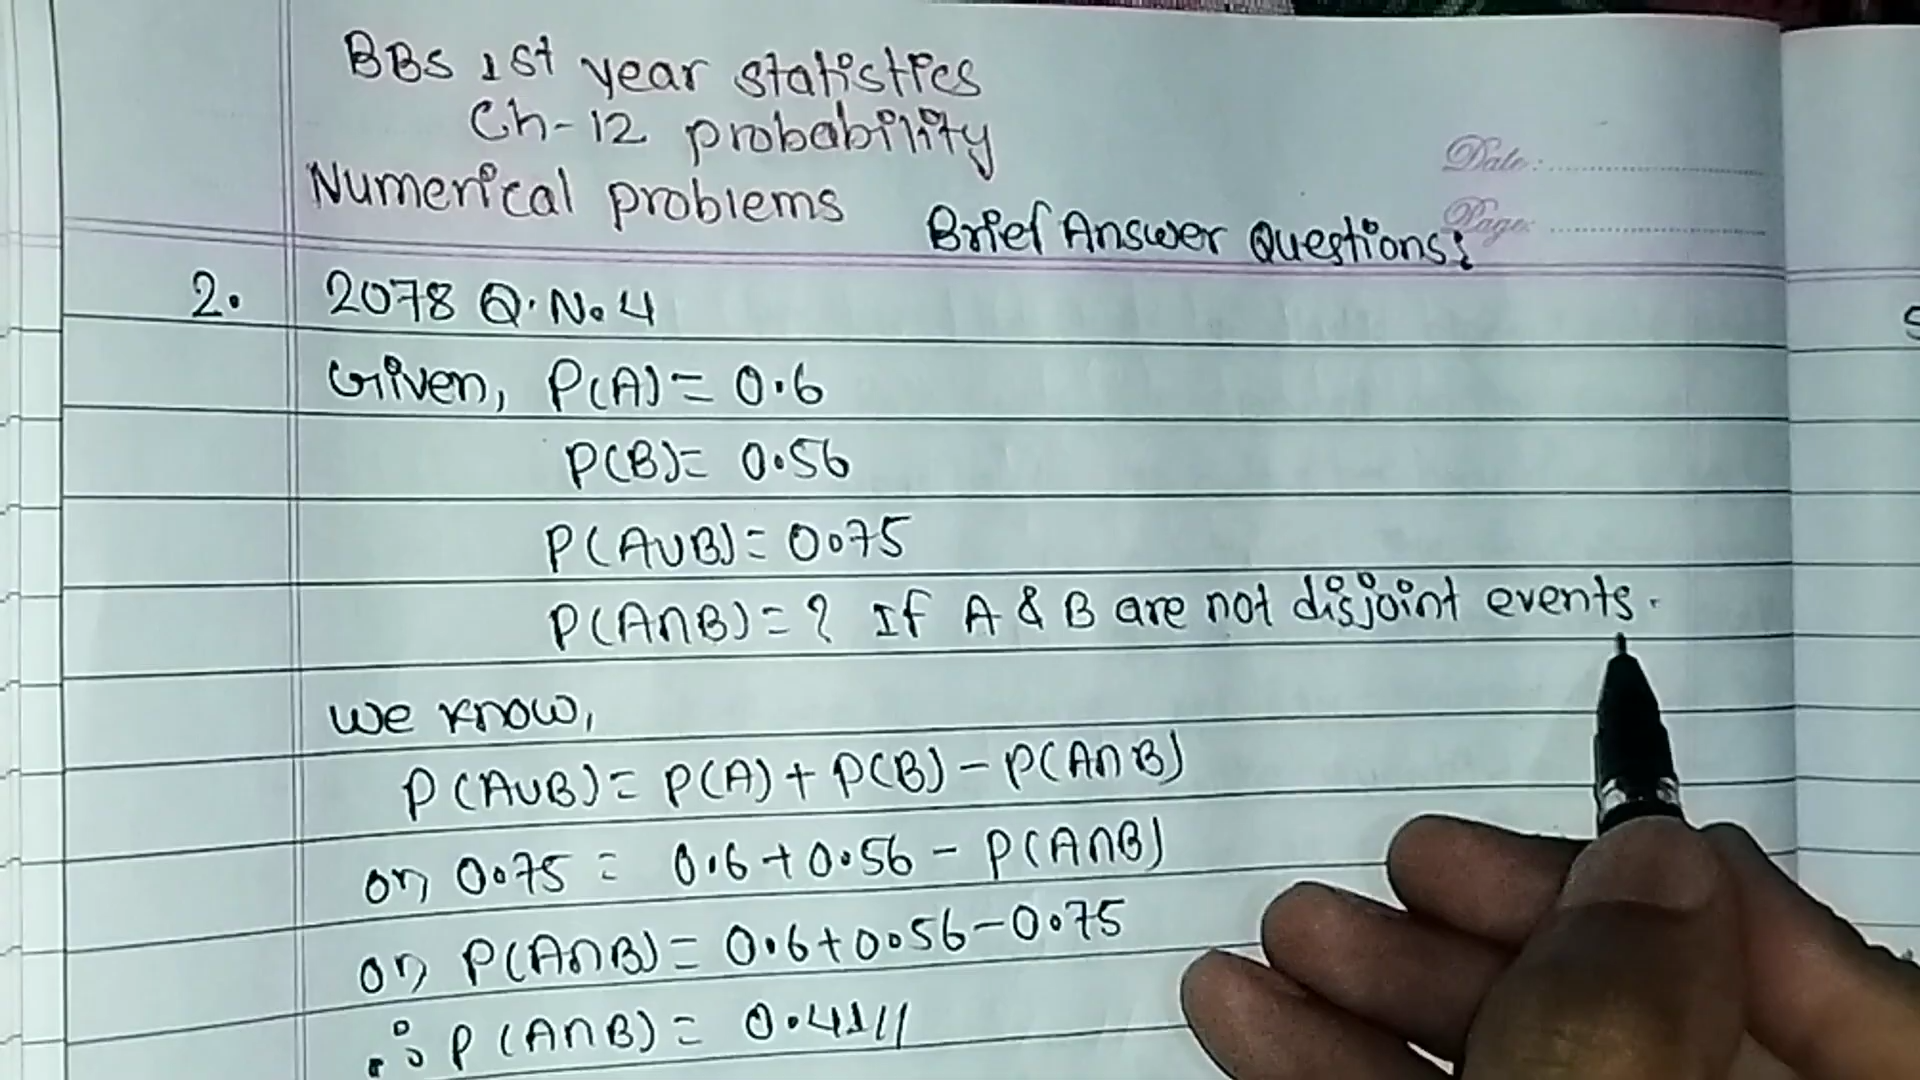 BBS 1st year statistics
Ch-12 probability
Numerical problems
Date:
Page:
Brief Answer Questions:
2. 2078 Q.No 4
Given, P(A) = 0.6
P(B) = 0.56
P(A∪B) = 0.75
P(A∩B) = ? If A & B are not disjoint events.
we know,
P(A∪B) = P(A) + P(B) - P(A∩B)
or, 0.75 = 0.6 + 0.56 - P(A∩B)
or, P(A∩B) = 0.6 + 0.56 - 0.75
∴ P(A∩B) = 0.41//